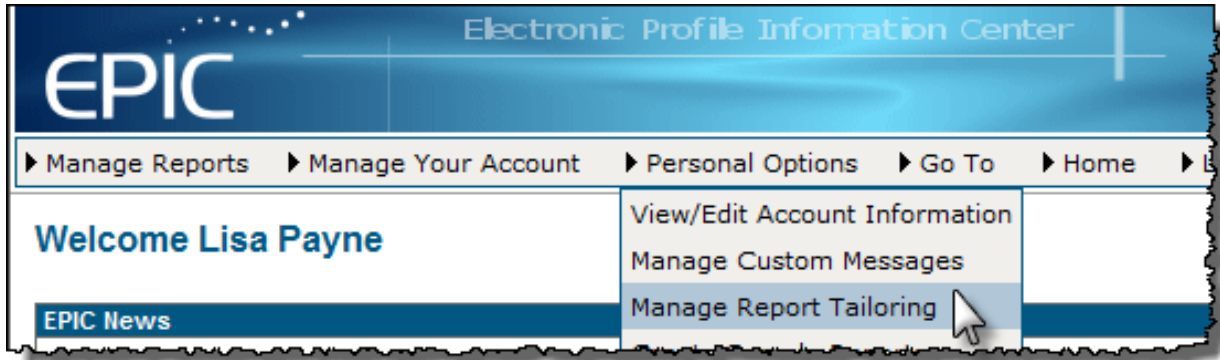 Electronic Profile Information Center
EPIC
Manage Reports Manage Your Account Personal Options Go To Home
View/Edit Account Information
Welcome Lisa Payne
Manage Custom Messages
Manage Report Tailoring
EPIC News